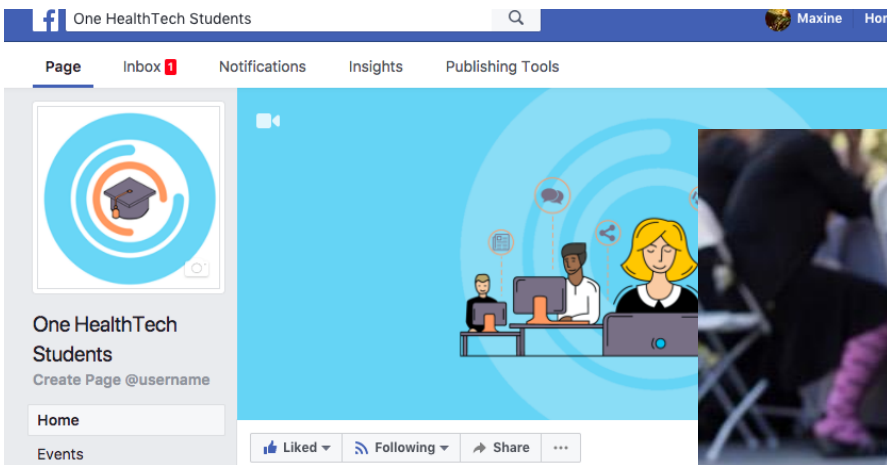 One HealthTech Students
Maxine
Page Inbox 1 Notifications Insights Publishing Tools
One HealthTech
Students
Create Page @username
Home
Events
Liked Following Share